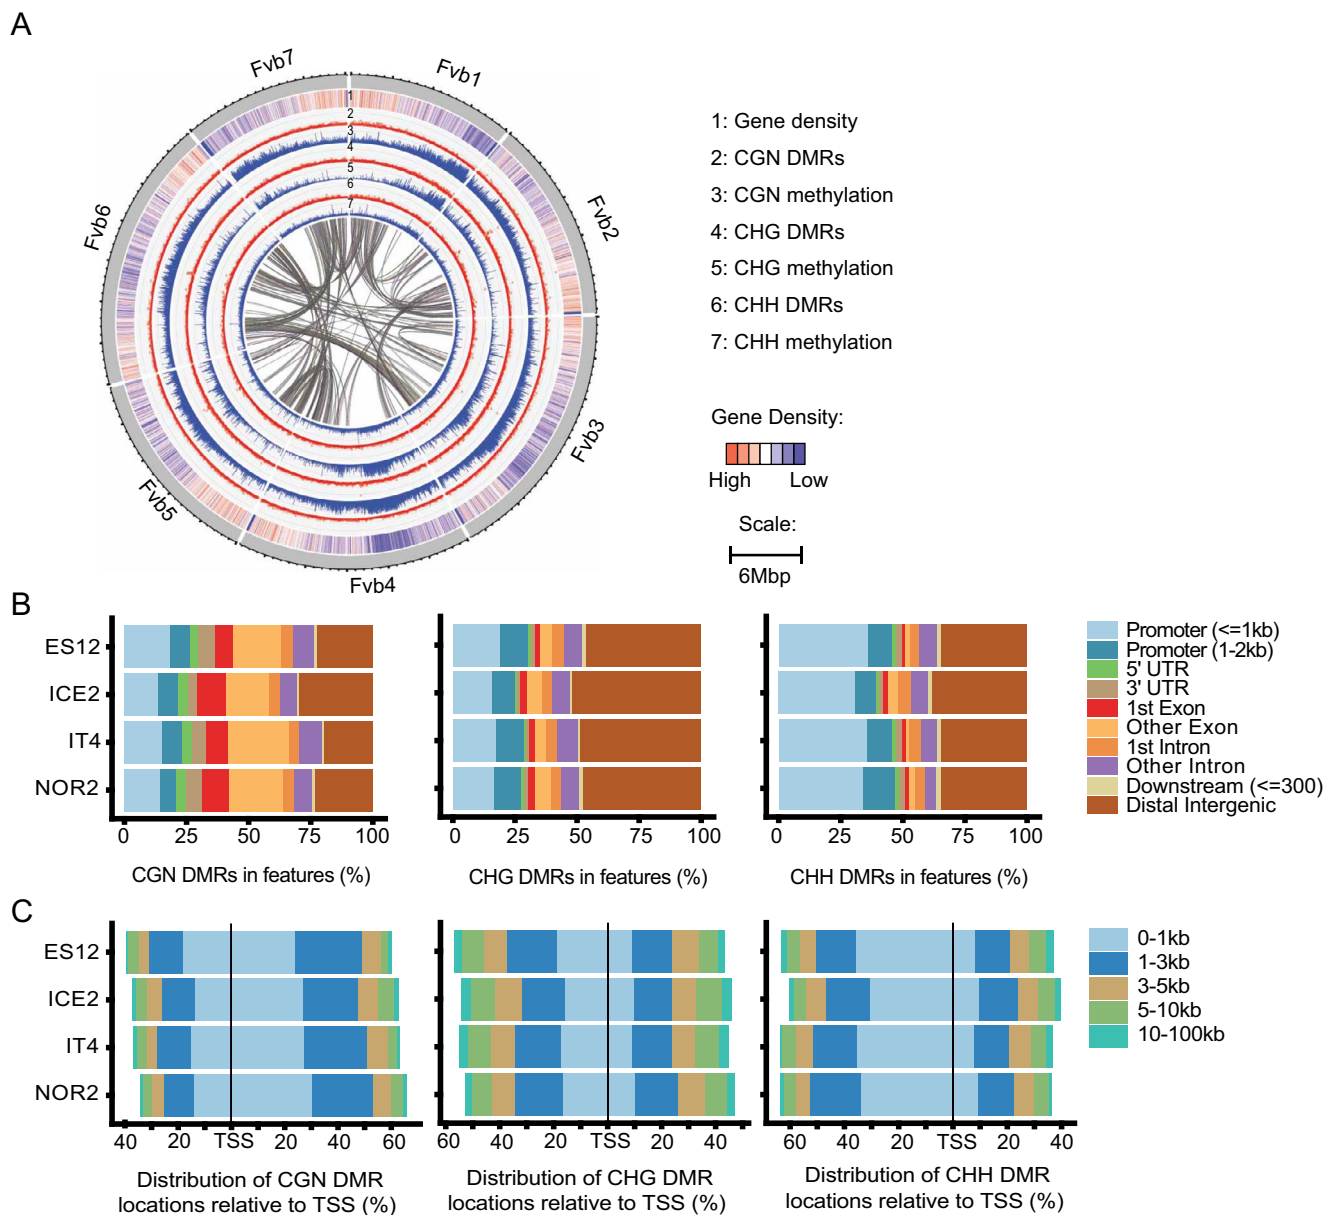 A
Fvb7
Fvb1
Fvb6
Fvb2
Fvb5
Fvb3
Fvb4
1
2
3
4
5
6
7
1: Gene density
2: CGN DMRs
3: CGN methylation
4: CHG DMRs
5: CHG methylation
6: CHH DMRs
7: CHH methylation
Gene Density:
High Low
Scale:
6Mbp
B
ES12
ICE2
IT4
NOR2
0 25 50 75 100
0 25 50 75 100
0 25 50 75 100
CGN DMRs in features (%)
CHG DMRs in features (%)
CHH DMRs in features (%)
Promoter (<=1kb)
Promoter (1-2kb)
5' UTR
3' UTR
1st Exon
Other Exon
1st Intron
Other Intron
Downstream (<=300)
Distal Intergenic
C
ES12
ICE2
IT4
NOR2
40 20 TSS 20 40 60
60 40 20 TSS 20 40
60 40 20 TSS 20 40
Distribution of CGN DMR
locations relative to TSS (%)
Distribution of CHG DMR
locations relative to TSS (%)
Distribution of CHH DMR
locations relative to TSS (%)
0-1kb
1-3kb
3-5kb
5-10kb
10-100kb